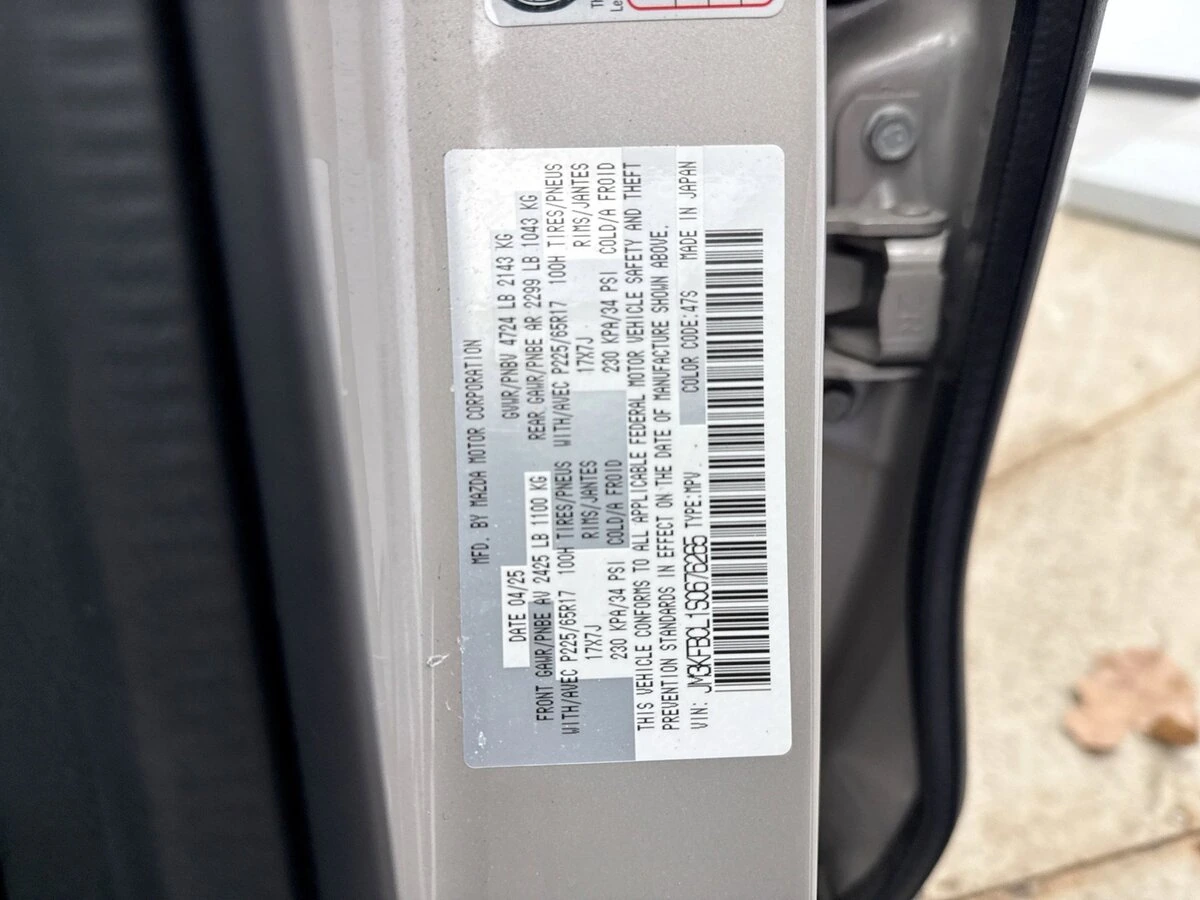 MFD. BY MAZDA MOTOR CORPORATION
DATE 04/25 GVWR/PNBV 4724 LB 2143 KG
FRONT GAWR/PNBE AV 2425 LB 1100 KG REAR GAWR/PNBE AR 2299 LB 1043 KG
WITH/AVEC P225/65R17 100H TIRES/PNEUS WITH/AVEC P225/65R17 100H TIRES/PNEUS
17X7J RIMS/JANTES 17X7J RIMS/JANTES
230 KPA/34 PSI COLD/A FROID 230 KPA/34 PSI COLD/A FROID
THIS VEHICLE CONFORMS TO ALL APPLICABLE FEDERAL MOTOR VEHICLE SAFETY AND THEFT
PREVENTION STANDARDS IN EFFECT ON THE DATE OF MANUFACTURE SHOWN ABOVE.
VIN: JM3KFBCL1S0676265 TYPE:MPV COLOR CODE:47S MADE IN JAPAN